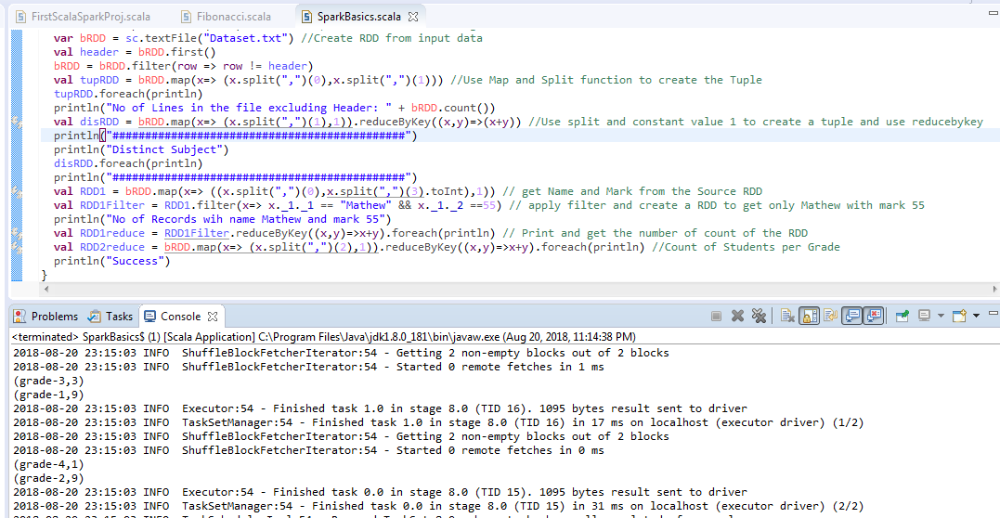 FirstScalaSparkProj.scala Fibonacci.scala SparkBasics.scala
var bRDD = sc.textFile("Dataset.txt") //Create RDD from input data
val header = bRDD.first()
bRDD = bRDD.filter(row => row != header)
val tupRDD = bRDD.map(x=> (x.split(",")(0),x.split(",")(1))) //Use Map and Split function to create the Tuple
tupRDD.foreach(println)
println("No of Lines in the file excluding Header: " + bRDD.count())
val disRDD = bRDD.map(x=> (x.split(",")(1),1)).reduceByKey((x,y)=>(x+y)) //Use split and constant value 1 to create a tuple and use reducebykey
println("#############################################")
println("Distinct Subject")
disRDD.foreach(println)
println("#############################################")
val RDD1 = bRDD.map(x=> ((x.split(",")(0),x.split(",")(3).toInt),1)) // get Name and Mark from the Source RDD
val RDD1Filter = RDD1.filter(x=> x._1._1 == "Mathew" && x._1._2 ==55) // apply filter and create a RDD to get only Mathew with mark 55
println("No of Records wih name Mathew and mark 55")
val RDD1reduce = RDD1Filter.reduceByKey((x,y)=>x+y).foreach(println) // Print and get the number of count of the RDD
val RDD2reduce = bRDD.map(x=> (x.split(",")(2),1)).reduceByKey((x,y)=>x+y).foreach(println) //Count of Students per Grade
println("Success")
}
Problems Tasks Console
<terminated> SparkBasics$ (1) [Scala Application] C:\Program Files\Java\jdk1.8.0_181\bin\javaw.exe (Aug 20, 2018, 11:14:38 PM)
2018-08-20 23:15:03 INFO  ShuffleBlockFetcherIterator:54 - Getting 2 non-empty blocks out of 2 blocks
2018-08-20 23:15:03 INFO  ShuffleBlockFetcherIterator:54 - Started 0 remote fetches in 1 ms
(grade-3,3)
(grade-1,9)
2018-08-20 23:15:03 INFO  Executor:54 - Finished task 1.0 in stage 8.0 (TID 16). 1095 bytes result sent to driver
2018-08-20 23:15:03 INFO  TaskSetManager:54 - Finished task 1.0 in stage 8.0 (TID 16) in 17 ms on localhost (executor driver) (1/2)
2018-08-20 23:15:03 INFO  ShuffleBlockFetcherIterator:54 - Getting 2 non-empty blocks out of 2 blocks
2018-08-20 23:15:03 INFO  ShuffleBlockFetcherIterator:54 - Started 0 remote fetches in 0 ms
(grade-4,1)
(grade-2,9)
2018-08-20 23:15:03 INFO  Executor:54 - Finished task 0.0 in stage 8.0 (TID 15). 1095 bytes result sent to driver
2018-08-20 23:15:03 INFO  TaskSetManager:54 - Finished task 0.0 in stage 8.0 (TID 15) in 31 ms on localhost (executor driver) (2/2)